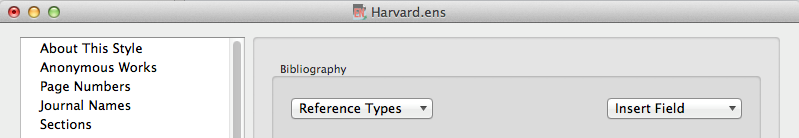 Harvard.ens
About This Style
Anonymous Works
Page Numbers
Journal Names
Sections
Bibliography
Reference Types
Insert Field